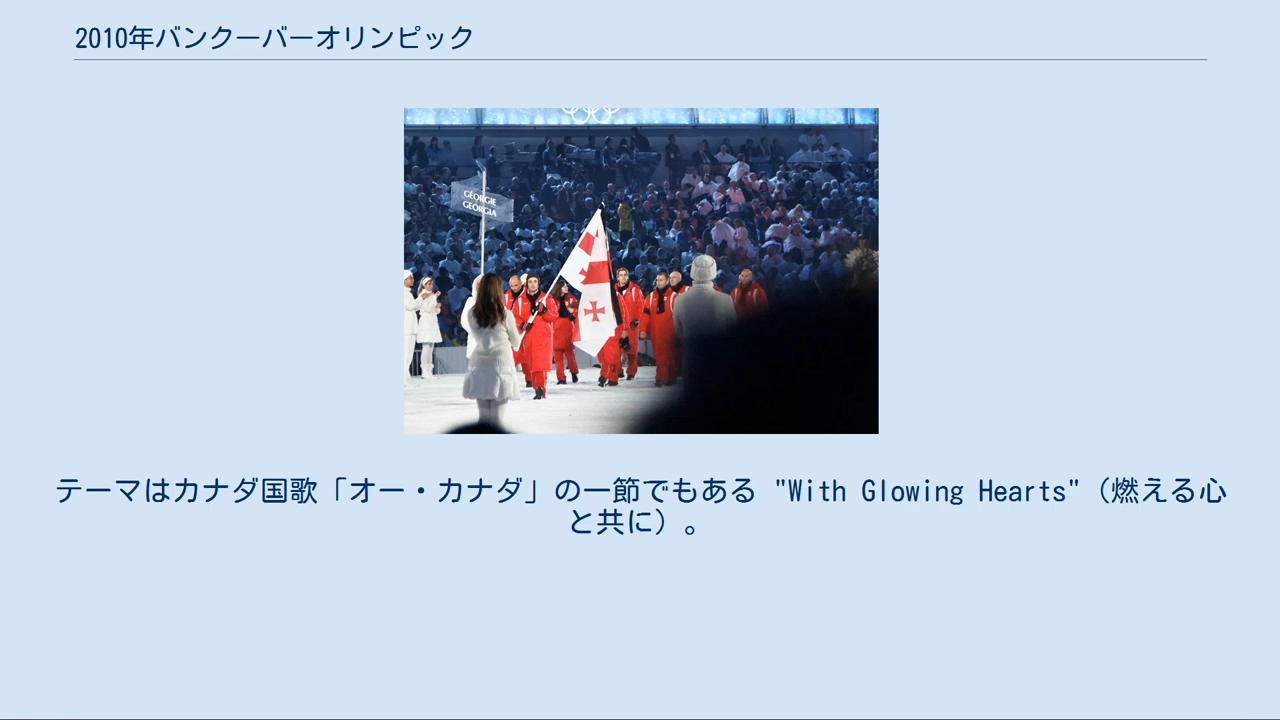 2010年バンクーバーオリンピック
GÉORGIE
GEORGIA
テーマはカナダ国歌「オー・カナダ」の一節でもある "With Glowing Hearts"（燃える心
と共に）。